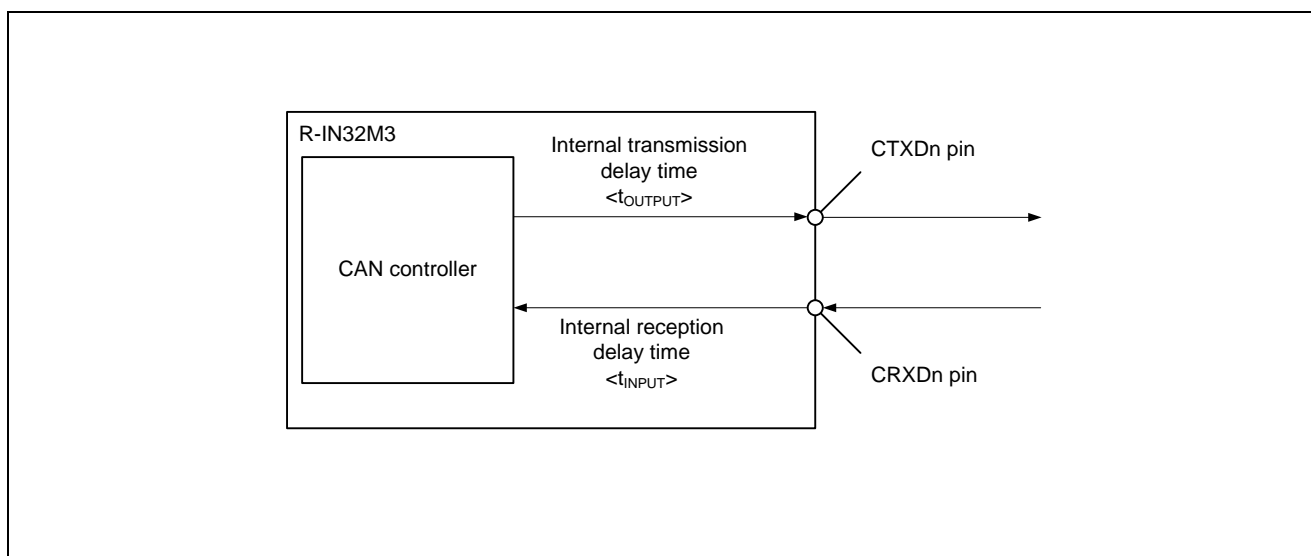 R-IN32M3
Internal transmission
delay time
<tOUTPUT>
CTXDn pin
CAN controller
Internal reception
delay time
<tINPUT>
CRXDn pin